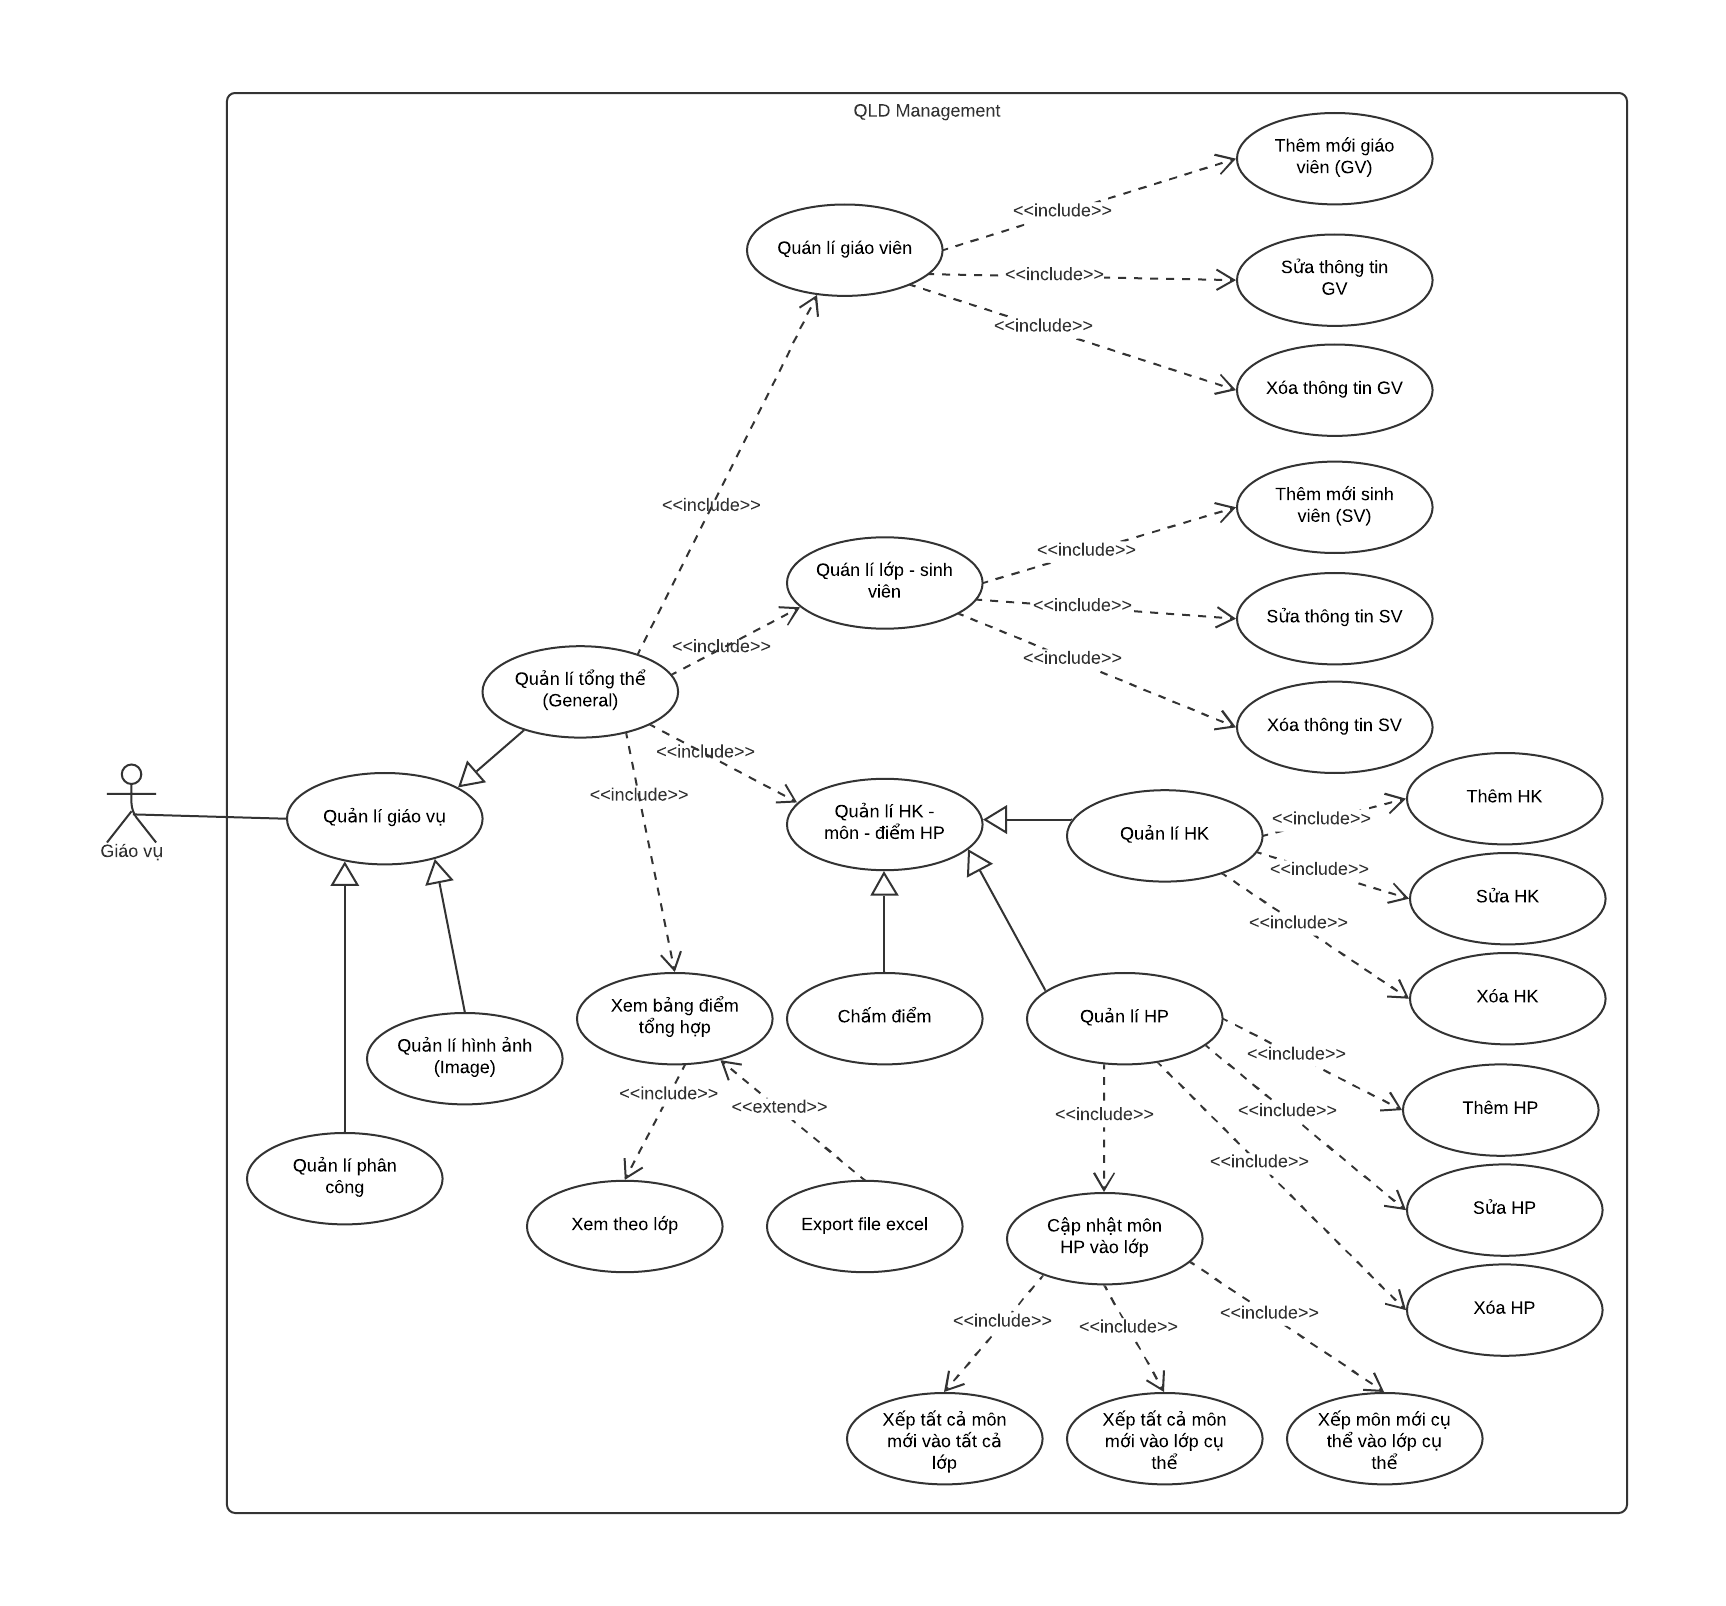 QLD Management
Thêm mới giáo
viên (GV)
<<include>>
Quán lí giáo viên
Sửa thông tin
GV
<<include>>
<<include>>
Xóa thông tin GV
<<include>>
Thêm mới sinh
viên (SV)
<<include>>
Quán lí lớp - sinh
viên
<<include>>
Sửa thông tin SV
<<include>>
<<include>>
Quản lí tổng thể
(General)
Xóa thông tin SV
<<include>>
<<include>>
Thêm HK
Quản lí giáo vụ
Giáo vụ
Quản lí HK -
môn - điểm HP
Quản lí HK
<<include>>
<<include>>
Sửa HK
<<include>>
Xóa HK
Xem bảng điểm
tổng hợp
Chấm điểm
Quản lí HP
Quản lí hình ảnh
(Image)
<<include>>
<<include>>
<<extend>>
<<include>>
<<include>>
Thêm HP
<<include>>
Quản lí phân
công
Xem theo lớp
Export file excel
Cập nhật môn
HP vào lớp
Sửa HP
<<include>>
<<include>>
<<include>>
Xóa HP
Xếp tất cả môn
mới vào tất cả
lớp
Xếp tất cả môn
mới vào lớp cụ
thể
Xếp môn mới cụ
thể vào lớp cụ
thể